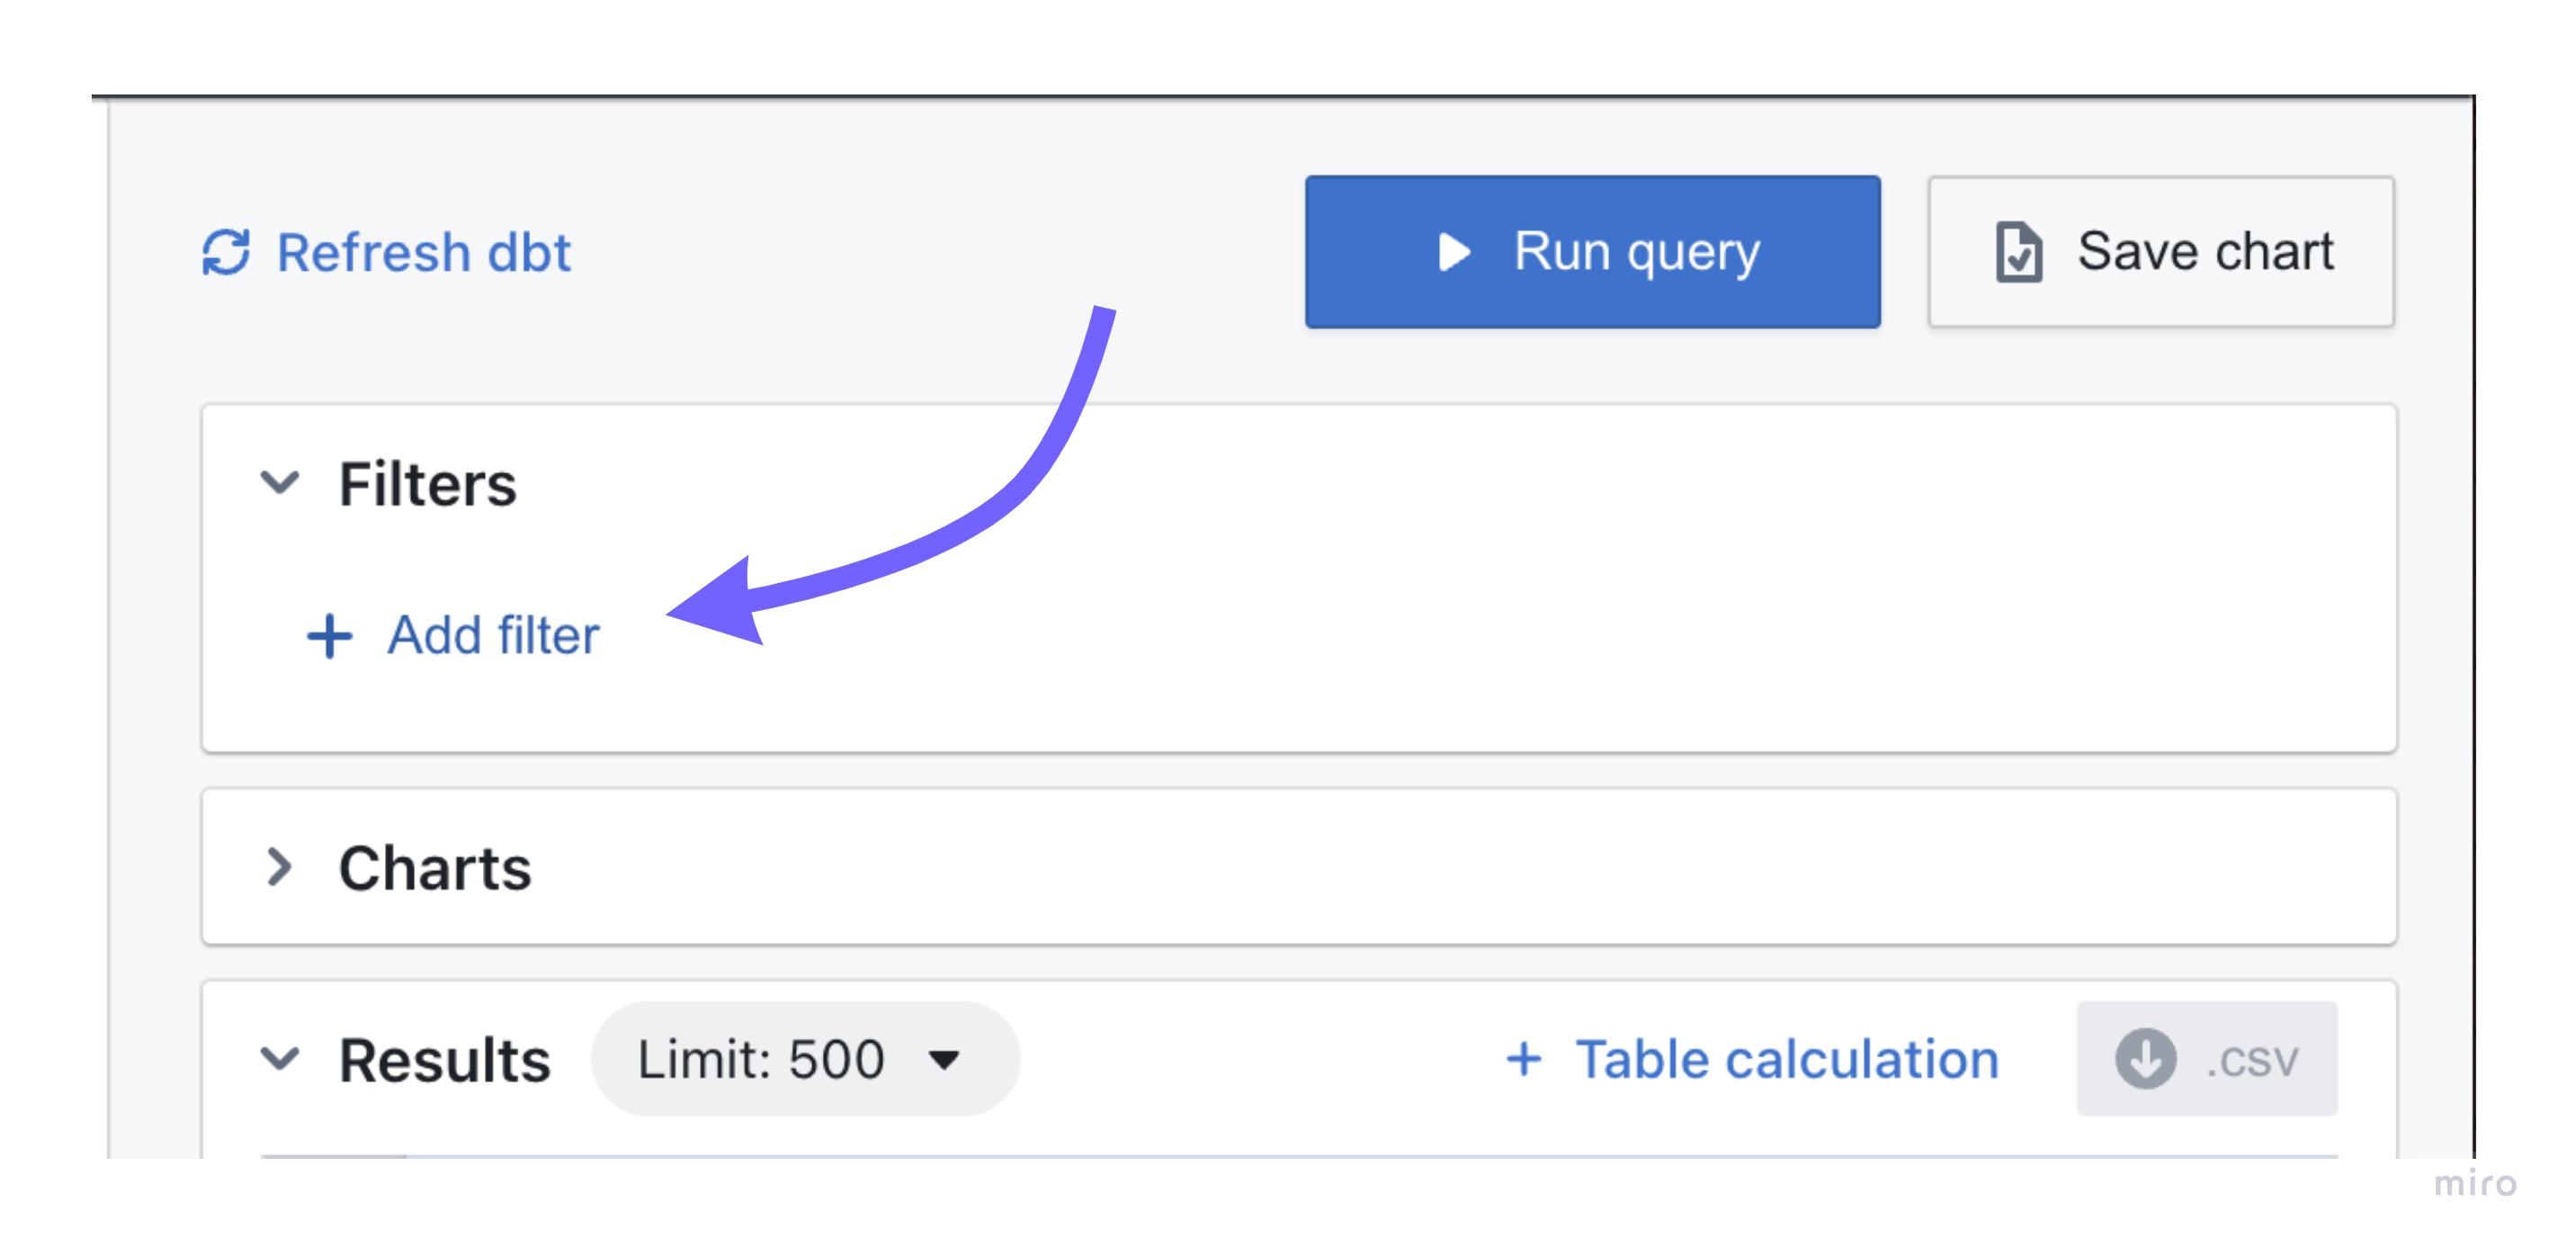 Refresh dbt
Run query
Save chart
Filters
+ Add filter
Charts
Results
Limit: 500
+ Table calculation
.csv
miro